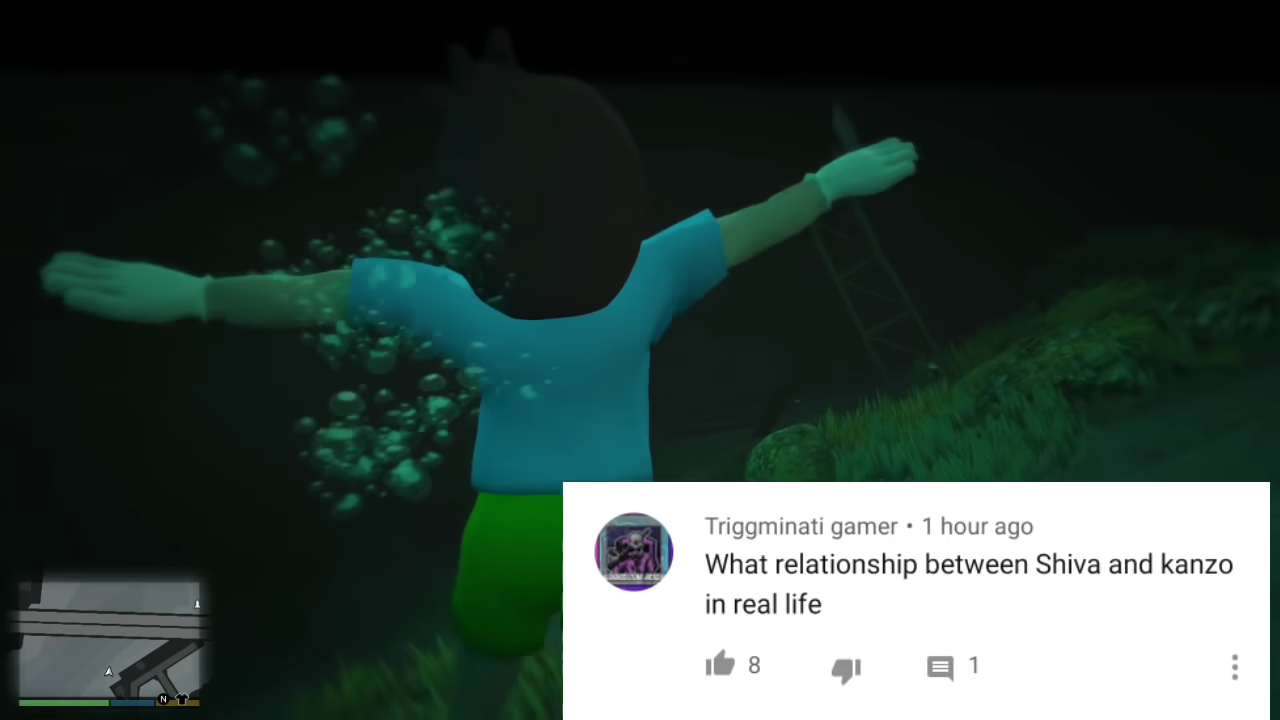 Triggminati gamer • 1 hour ago
What relationship between Shiva and kanzo
in real life
8
1
N